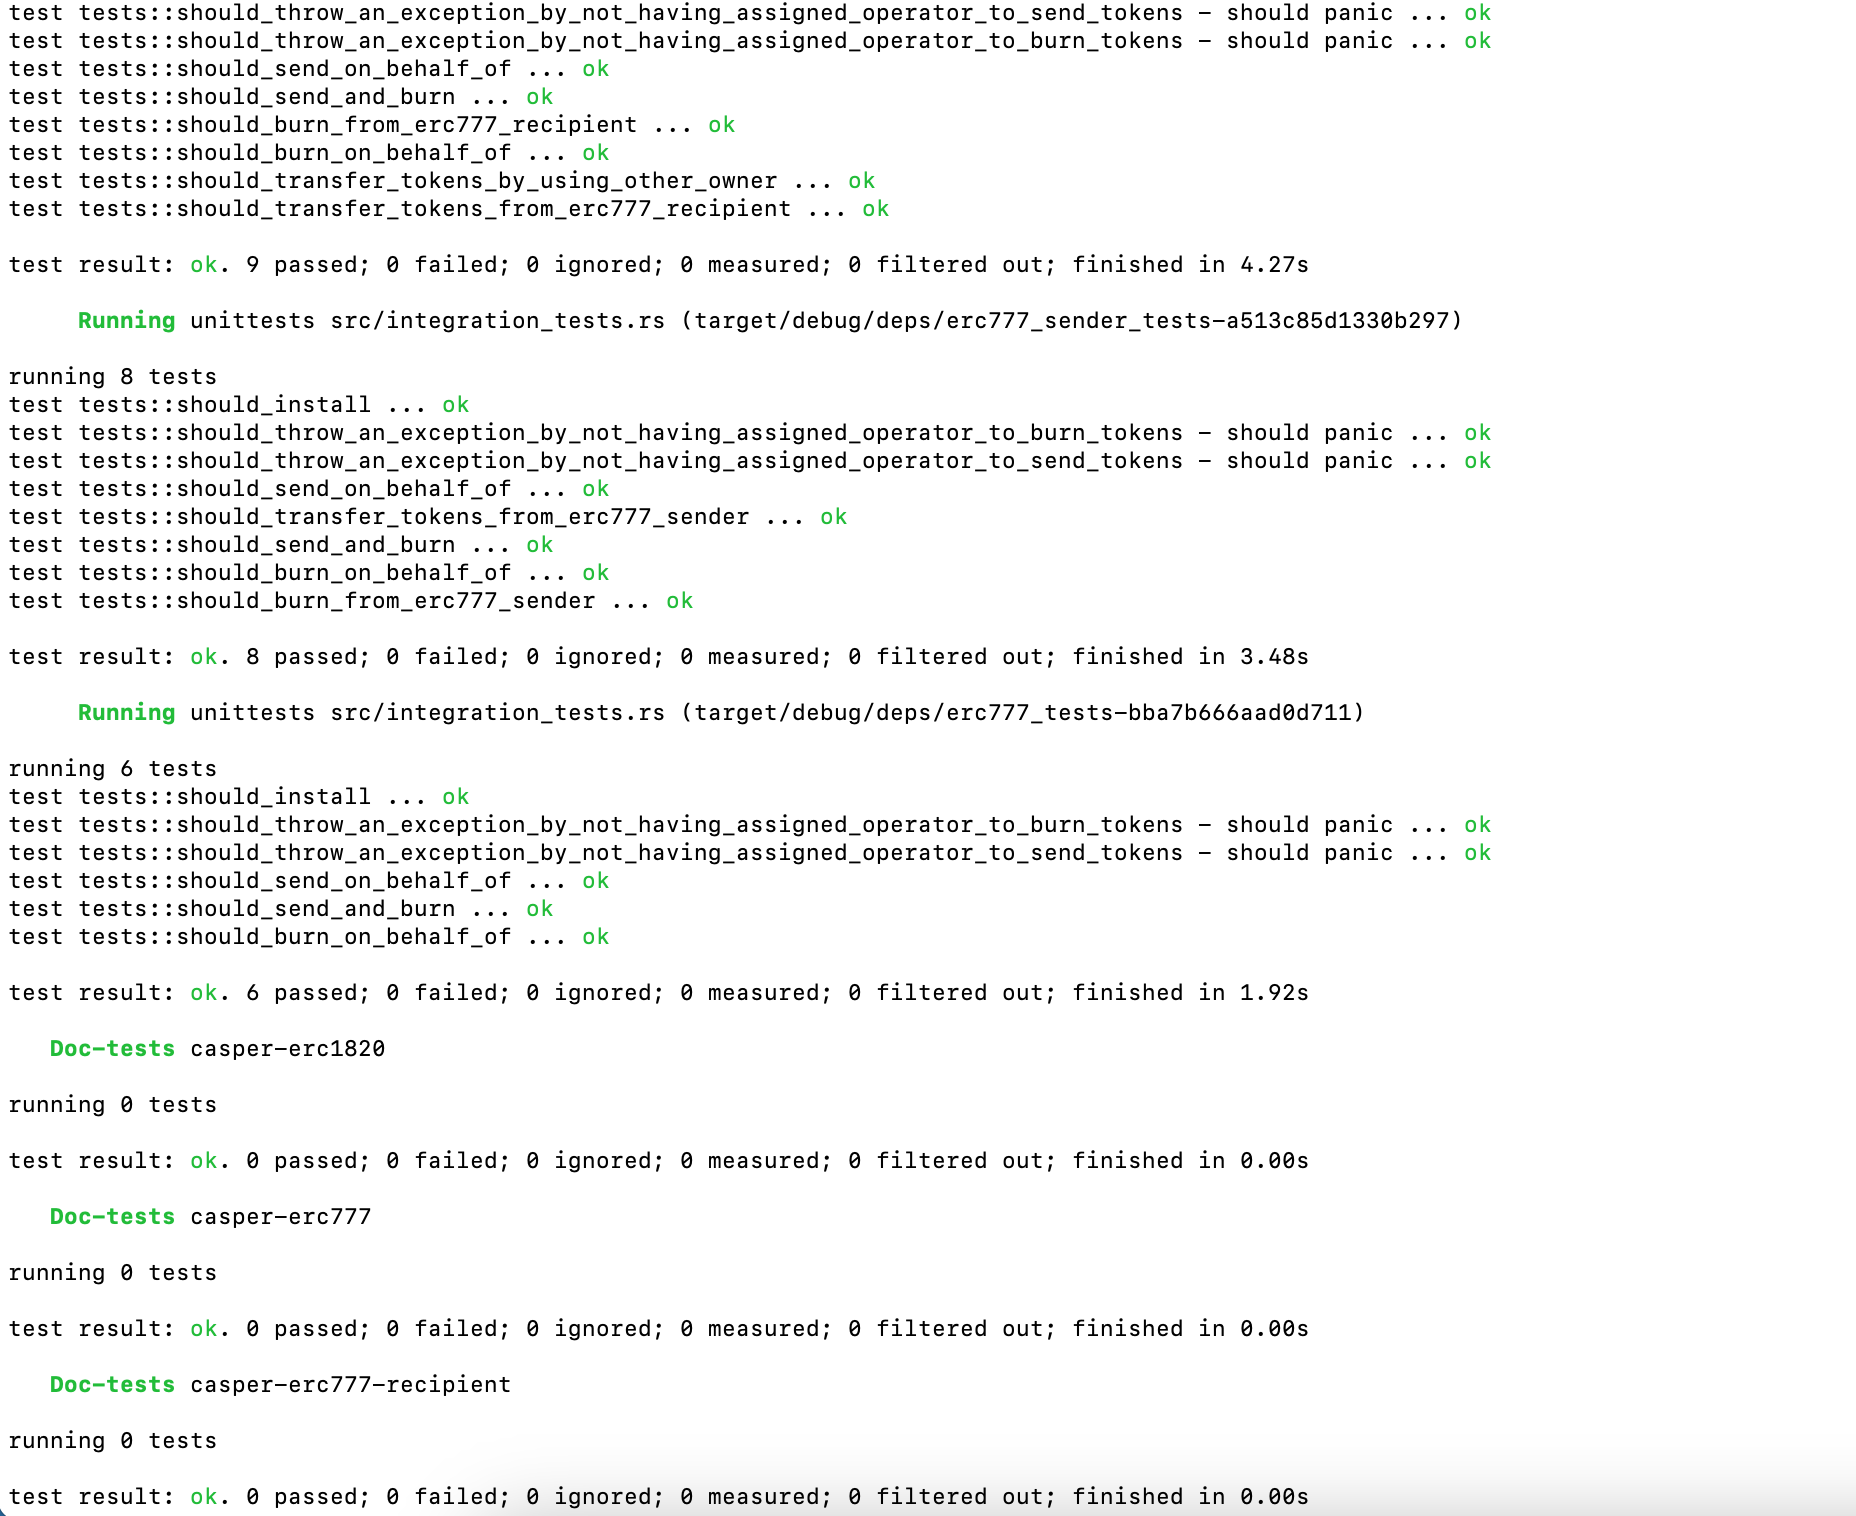 test tests::should_throw_an_exception_by_not_having_assigned_operator_to_send_tokens - should panic ... ok
test tests::should_throw_an_exception_by_not_having_assigned_operator_to_burn_tokens - should panic ... ok
test tests::should_send_on_behalf_of ... ok
test tests::should_send_and_burn ... ok
test tests::should_burn_from_erc777_recipient ... ok
test tests::should_burn_on_behalf_of ... ok
test tests::should_transfer_tokens_by_using_other_owner ... ok
test tests::should_transfer_tokens_from_erc777_recipient ... ok
test result: ok. 9 passed; 0 failed; 0 ignored; 0 measured; 0 filtered out; finished in 4.27s
Running unittests src/integration_tests.rs (target/debug/deps/erc777_sender_tests-a513c85d1330b297)
running 8 tests
test tests::should_install ... ok
test tests::should_throw_an_exception_by_not_having_assigned_operator_to_burn_tokens - should panic ... ok
test tests::should_throw_an_exception_by_not_having_assigned_operator_to_send_tokens - should panic ... ok
test tests::should_send_on_behalf_of ... ok
test tests::should_transfer_tokens_from_erc777_sender ... ok
test tests::should_send_and_burn ... ok
test tests::should_burn_on_behalf_of ... ok
test tests::should_burn_from_erc777_sender ... ok
test result: ok. 8 passed; 0 failed; 0 ignored; 0 measured; 0 filtered out; finished in 3.48s
Running unittests src/integration_tests.rs (target/debug/deps/erc777_tests-bba7b666aad0d711)
running 6 tests
test tests::should_install ... ok
test tests::should_throw_an_exception_by_not_having_assigned_operator_to_burn_tokens - should panic ... ok
test tests::should_throw_an_exception_by_not_having_assigned_operator_to_send_tokens - should panic ... ok
test tests::should_send_on_behalf_of ... ok
test tests::should_send_and_burn ... ok
test tests::should_burn_on_behalf_of ... ok
test result: ok. 6 passed; 0 failed; 0 ignored; 0 measured; 0 filtered out; finished in 1.92s
Doc-tests casper-erc1820
running 0 tests
test result: ok. 0 passed; 0 failed; 0 ignored; 0 measured; 0 filtered out; finished in 0.00s
Doc-tests casper-erc777
running 0 tests
test result: ok. 0 passed; 0 failed; 0 ignored; 0 measured; 0 filtered out; finished in 0.00s
Doc-tests casper-erc777-recipient
running 0 tests
test result: ok. 0 passed; 0 failed; 0 ignored; 0 measured; 0 filtered out; finished in 0.00s